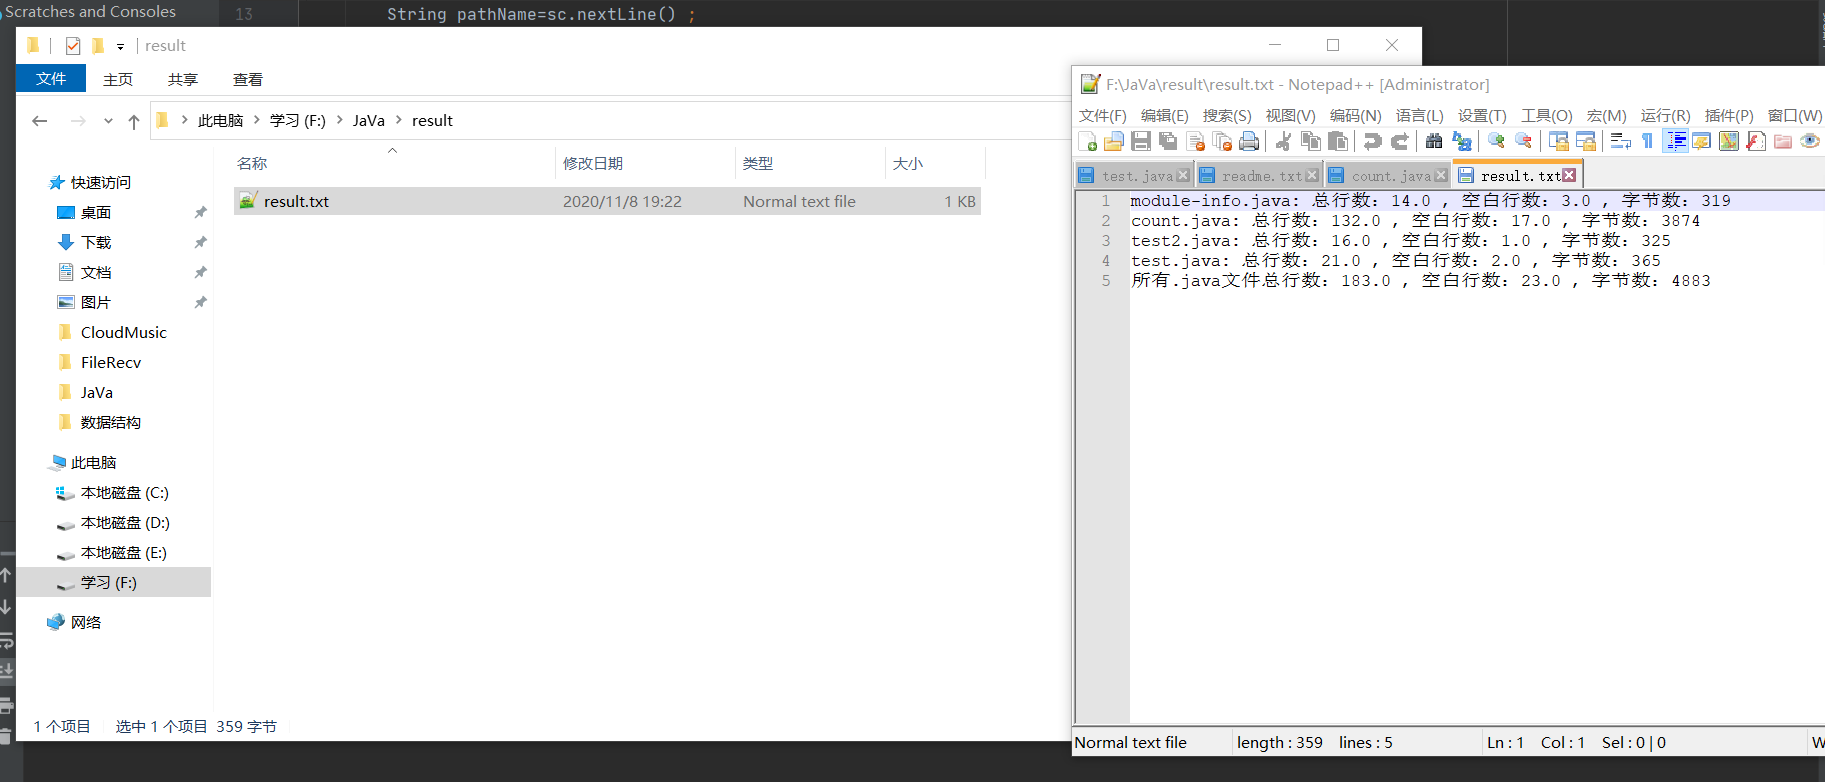 Scratches and Consoles
13 String pathName=sc.nextLine() ;
result
文件 主页 共享 查看
此电脑 > 学习 (F:) > JaVa > result
名称 修改日期 类型 大小
result.txt 2020/11/8 19:22 Normal text file 1 KB
快速访问
桌面
下载
文档
图片
CloudMusic
FileRecv
JaVa
数据结构
此电脑
本地磁盘 (C:)
本地磁盘 (D:)
本地磁盘 (E:)
学习 (F:)
网络
1 个项目 选中 1 个项目 359 字节
F:\JaVa\result\result.txt - Notepad++ [Administrator]
文件(F) 编辑(E) 搜索(S) 视图(V) 编码(N) 语言(L) 设置(T) 工具(O) 宏(M) 运行(R) 插件(P) 窗口(W)
test.java readme.txt count.java result.txt
1 module-info.java: 总行数: 14.0 , 空白行数: 3.0 , 字节数: 319
2 count.java: 总行数: 132.0 , 空白行数: 17.0 , 字节数: 3874
3 test2.java: 总行数: 16.0 , 空白行数: 1.0 , 字节数: 325
4 test.java: 总行数: 21.0 , 空白行数: 2.0 , 字节数: 365
5 所有.java文件总行数: 183.0 , 空白行数: 23.0 , 字节数: 4883
Normal text file length : 359 lines : 5 Ln : 1 Col : 1 Sel : 0 | 0